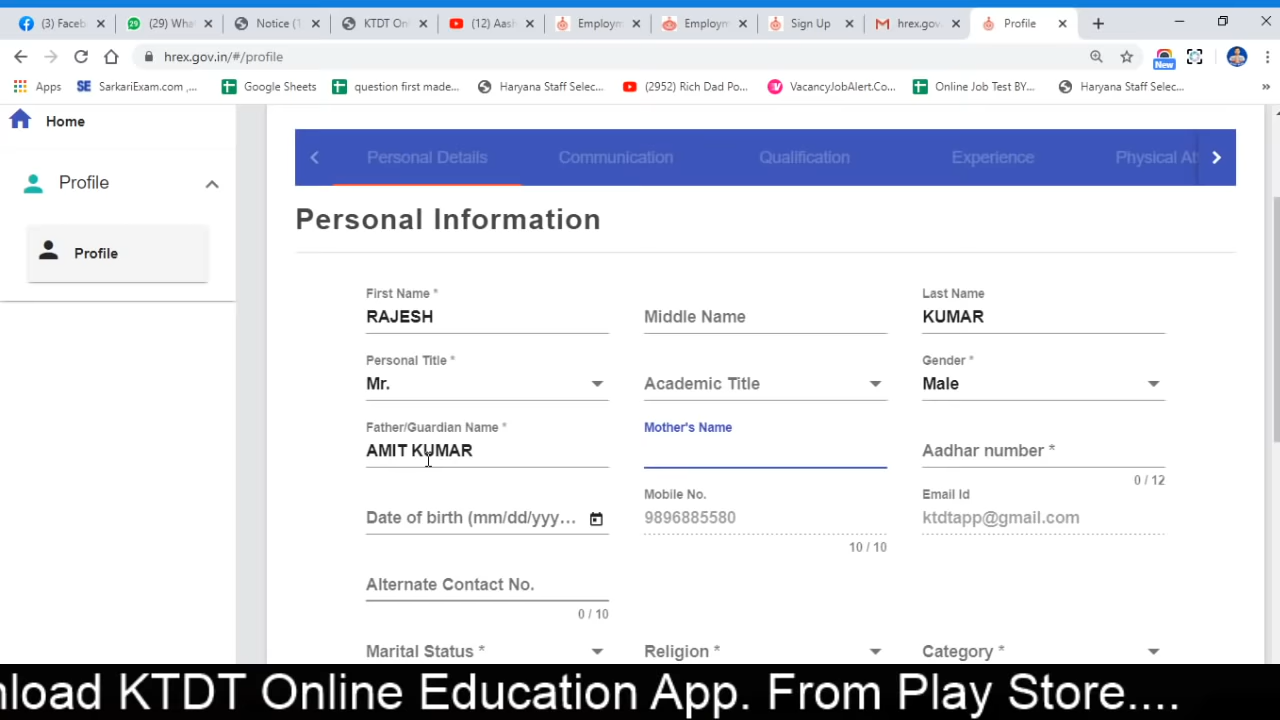 (3) Faceb
(29) Wha
Notice (1
KTDT On
(12) Aash
Employm
Employm
Sign Up
hrex.gov.
Profile
hrex.gov.in/#/profile
New
Apps
SE SarkariExam.com ,...
Google Sheets
question first made...
Haryana Staff Selec...
(2952) Rich Dad Po...
VacancyJobAlert.Co...
Online Job Test BY...
Haryana Staff Selec...
»
Home
Profile
Profile
Personal Details
Communication
Qualification
Experience
Physical At
Personal Information
First Name *
RAJESH
Middle Name
Last Name
KUMAR
Personal Title *
Mr.
Academic Title
Gender *
Male
Father/Guardian Name *
AMIT KUMAR
Mother's Name
Aadhar number *
0 / 12
Date of birth (mm/dd/yyy...
Mobile No.
9896885580
10 / 10
Email Id
ktdtapp@gmail.com
Alternate Contact No.
0 / 10
Marital Status *
Religion *
Category *
nload KTDT Online Education App. From Play Store....